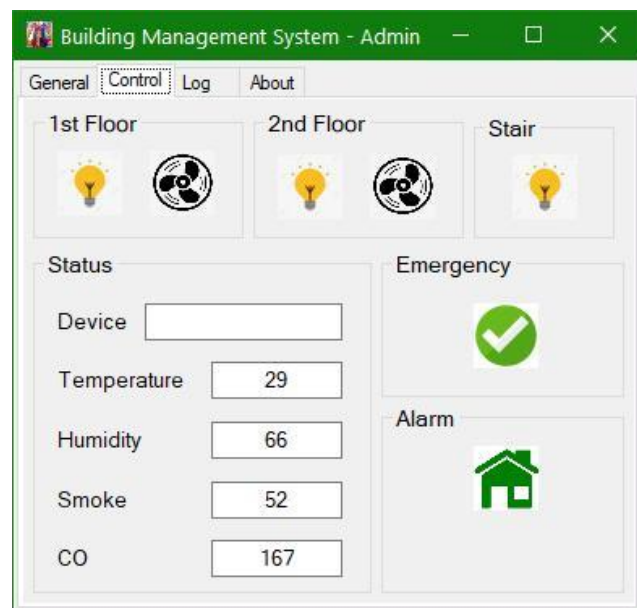 Building Management System - Admin
General Control Log About
1st Floor 2nd Floor Stair
Status Emergency
Device
Temperature 29
Humidity 66
Alarm
Smoke 52
CO 167